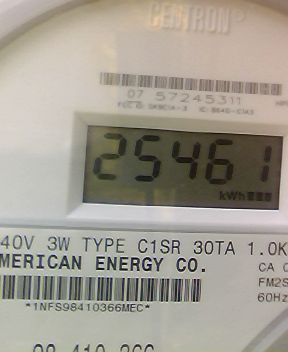 CENTRON
07 57245311
25461
kWh
40V 3W TYPE C1SR 30TA 1.0K
MERICAN ENERGY CO.
CA 0
FM2S
60Hz
*1NFS98410366MEC*